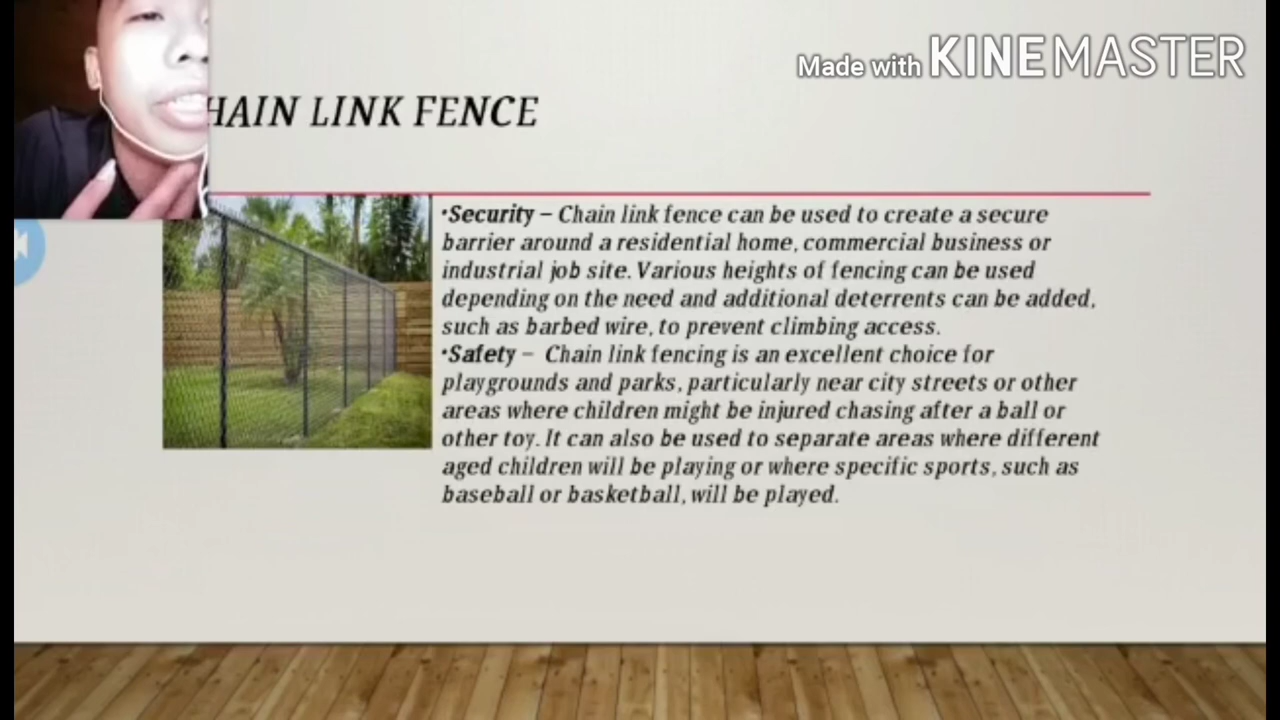 Made with KINEMASTER
HAIN LINK FENCE
•Security – Chain link fence can be used to create a secure
barrier around a residential home, commercial business or
industrial job site. Various heights of fencing can be used
depending on the need and additional deterrents can be added,
such as barbed wire, to prevent climbing access.
•Safety – Chain link fencing is an excellent choice for
playgrounds and parks, particularly near city streets or other
areas where children might be injured chasing after a ball or
other toy. It can also be used to separate areas where different
aged children will be playing or where specific sports, such as
baseball or basketball, will be played.